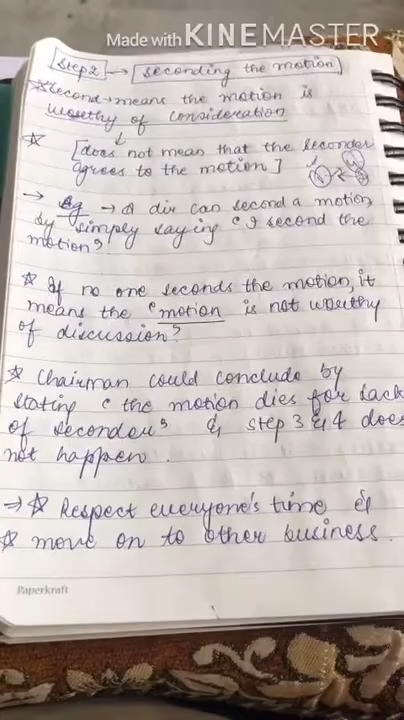 Made with KINEMASTER
Step 2 → Seconding the motion
* Second → means the motion is
worthy of consideration
* ↓
[does not mean that the seconder
agrees to the motion]
→ Eg → A dir can second a motion
by simply saying "I second the
motion"
* If no one seconds the motion, it
means the "motion is not worthy
of discussion"
* Chairman could conclude by
stating "the motion dies for lack
of seconder" & step 3 & 4 does
not happen.
→ * Respect everyone's time &
* move on to other business.
Paperkraft